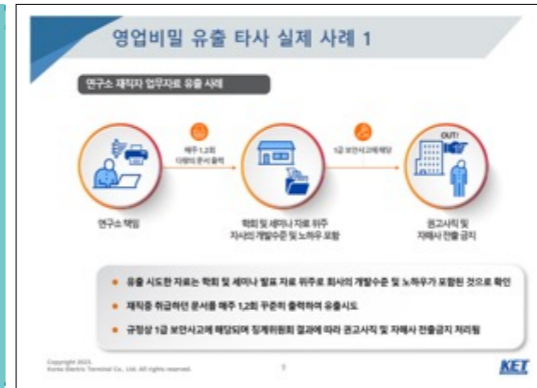 영업비밀 유출 타사 실제 사례 1
연구소 재직자 업무자료 유출 사례
매주 1,2회
다량의 문서 출력
1급 보안사고에 해당
OUT!
연구소 책임
학회 및 세미나 자료 위주
자사의 개발수준 및 노하우 포함
권고사직 및
자매사 전출 금지
유출 시도한 자료는 학회 및 세미나 발표 자료 위주로 회사의 개발수준 및 노하우가 포함된 것으로 확인
재직중 취급하던 문서를 매주 1,2회 꾸준히 출력하여 유출시도
규정상 1급 보안사고에 해당되며 징계위원회 결과에 따라 권고사직 및 자매사 전출금지 처리됨
Copyright 2023.
Korea Electric Terminal Co., Ltd. All rights reserved.
9
KET